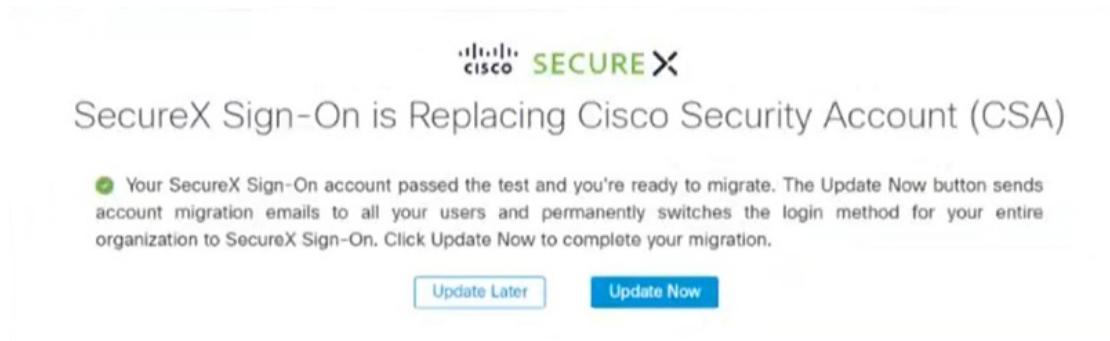 CISCO SECURE X
SecureX Sign-On is Replacing Cisco Security Account (CSA)
Your SecureX Sign-On account passed the test and you're ready to migrate. The Update Now button sends
account migration emails to all your users and permanently switches the login method for your entire
organization to SecureX Sign-On. Click Update Now to complete your migration.
Update Later Update Now